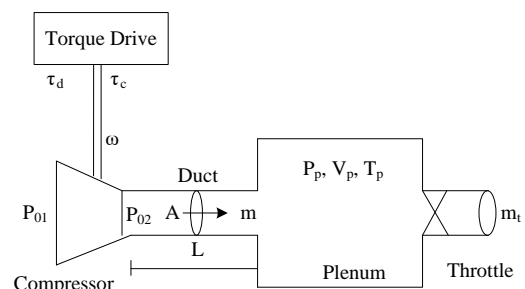 Torque Drive
τd τc
ω
Duct
Pp, Vp, Tp
P01 P02 A m mt
L
Compressor Plenum Throttle